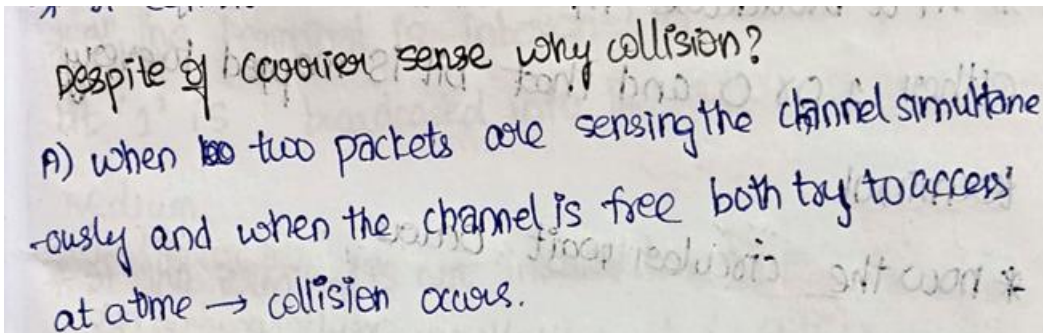 Despite of carrier sense why collision?
A) when two packets are sensing the channel simultane
-ously and when the channel is free both try to access
at a time → collision occurs.